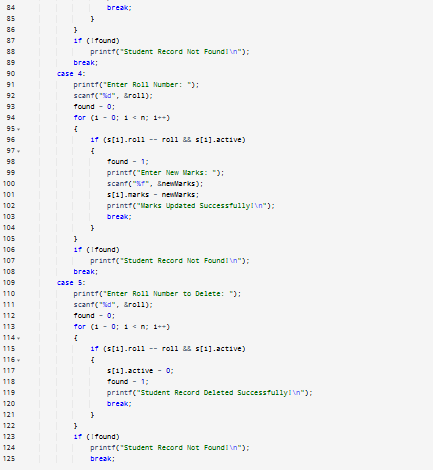 84 break;
85 }
86 }
87 if (!found)
88 printf("Student Record Not Found!\n");
89 break;
90 case 4:
91 printf("Enter Roll Number: ");
92 scanf("%d", &roll);
93 found = 0;
94 for (i = 0; i < n; i++)
95 {
96 if (s[i].roll == roll && s[i].active)
97 {
98 found = 1;
99 printf("Enter New Marks: ");
100 scanf("%f", &newMarks);
101 s[i].marks = newMarks;
102 printf("Marks Updated Successfully!\n");
103 break;
104 }
105 }
106 if (!found)
107 printf("Student Record Not Found!\n");
108 break;
109 case 5:
110 printf("Enter Roll Number to Delete: ");
111 scanf("%d", &roll);
112 found = 0;
113 for (i = 0; i < n; i++)
114 {
115 if (s[i].roll == roll && s[i].active)
116 {
117 s[i].active = 0;
118 found = 1;
119 printf("Student Record Deleted Successfully!\n");
120 break;
121 }
122 }
123 if (!found)
124 printf("Student Record Not Found!\n");
125 break;